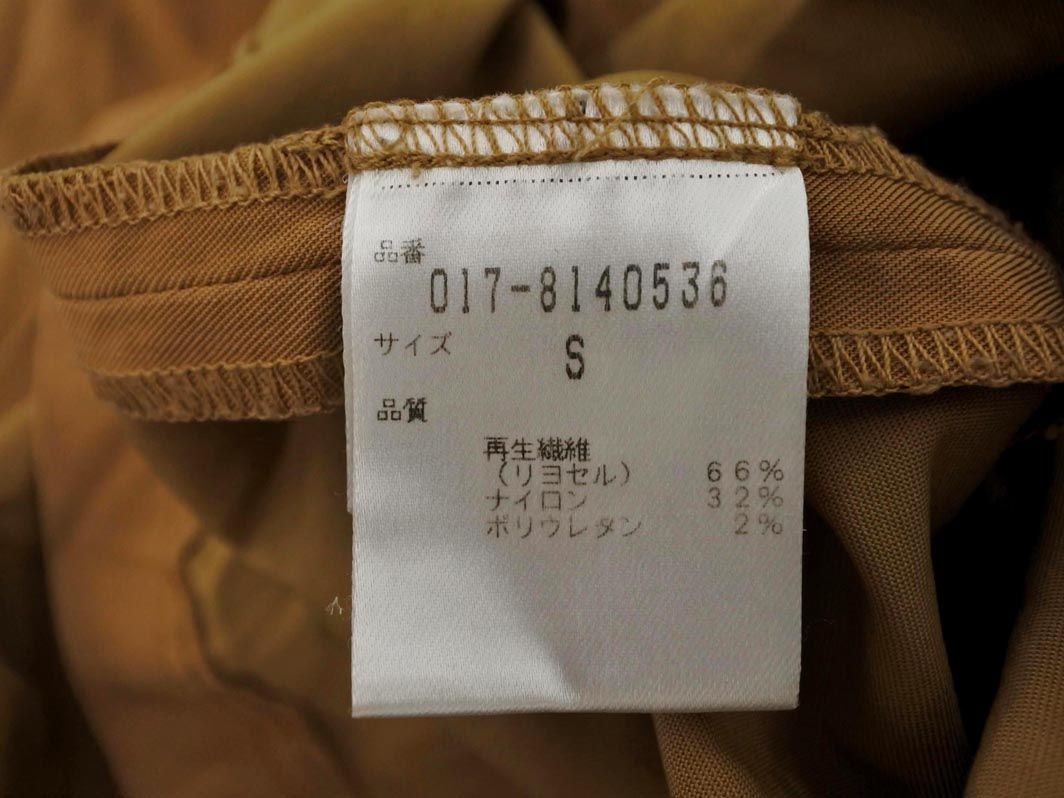 品番
017-8140536
サイズ
S
品質
再生繊維
(リヨセル) 66%
ナイロン 32%
ポリウレタン 2%